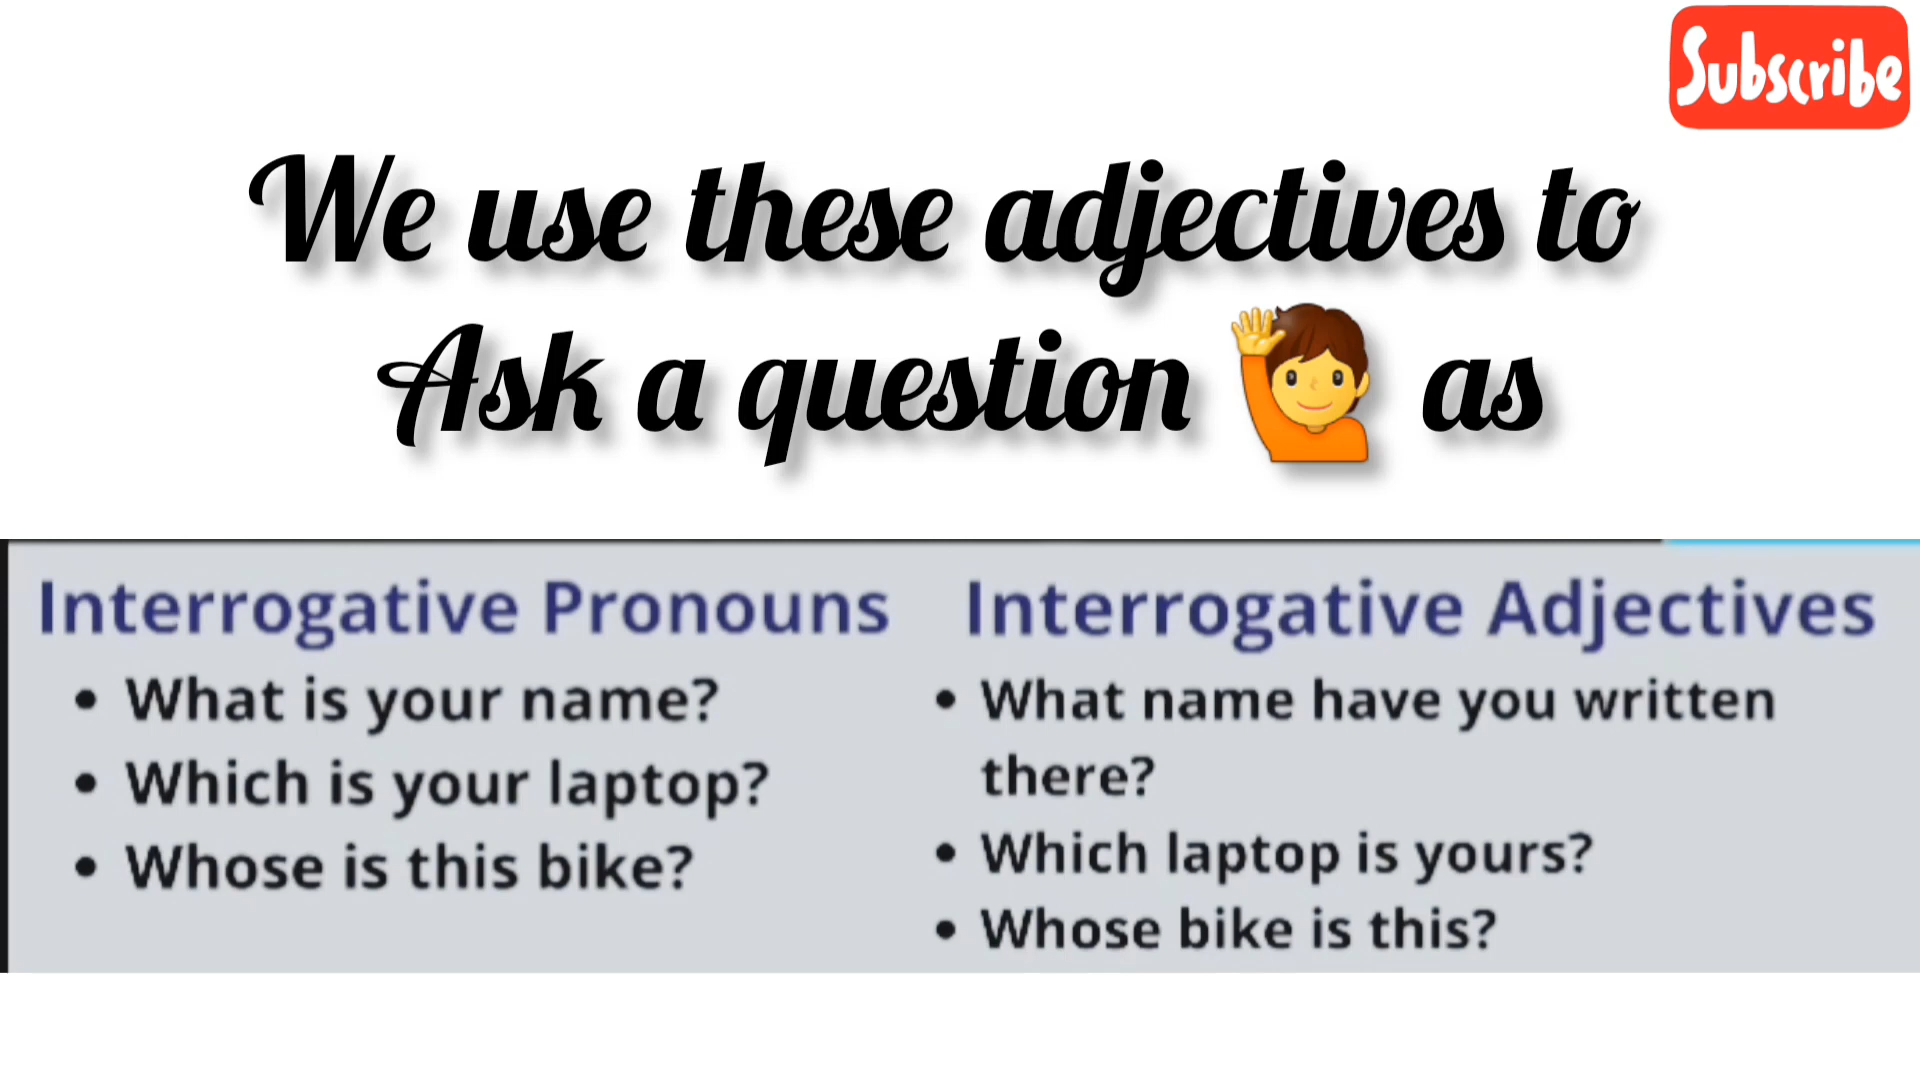 Subscribe
We use these adjectives to
Ask a question 🙋 as
Interrogative Pronouns
• What is your name?
• Which is your laptop?
• Whose is this bike?
Interrogative Adjectives
• What name have you written
there?
• Which laptop is yours?
• Whose bike is this?